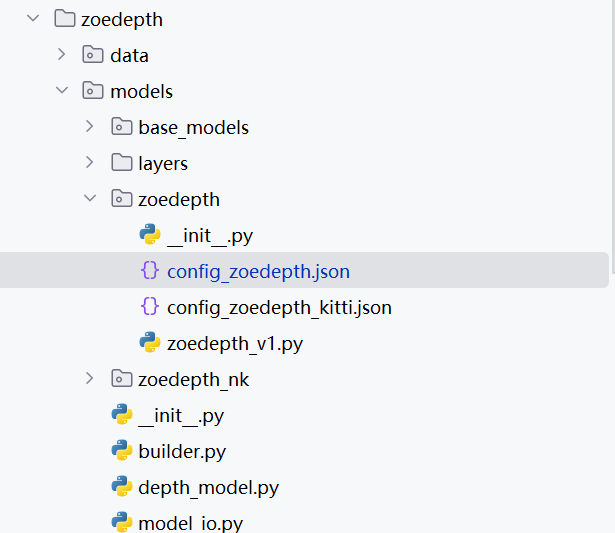 zoedepth
data
models
base_models
layers
zoedepth
__init__.py
config_zoedepth.json
config_zoedepth_kitti.json
zoedepth_v1.py
zoedepth_nk
__init__.py
builder.py
depth_model.py
model_io.py